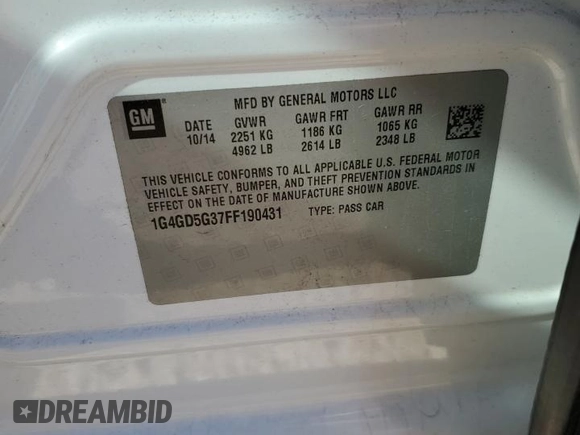 GM
MFD BY GENERAL MOTORS LLC
DATE GVWR GAWR FRT GAWR RR
10/14 2251 KG 1186 KG 1065 KG
4962 LB 2614 LB 2348 LB
THIS VEHICLE CONFORMS TO ALL APPLICABLE U.S. FEDERAL MOTOR
VEHICLE SAFETY, BUMPER, AND THEFT PREVENTION STANDARDS IN
EFFECT ON THE DATE OF MANUFACTURE SHOWN ABOVE.
1G4GD5G37FF190431 TYPE: PASS CAR
DREAMBID